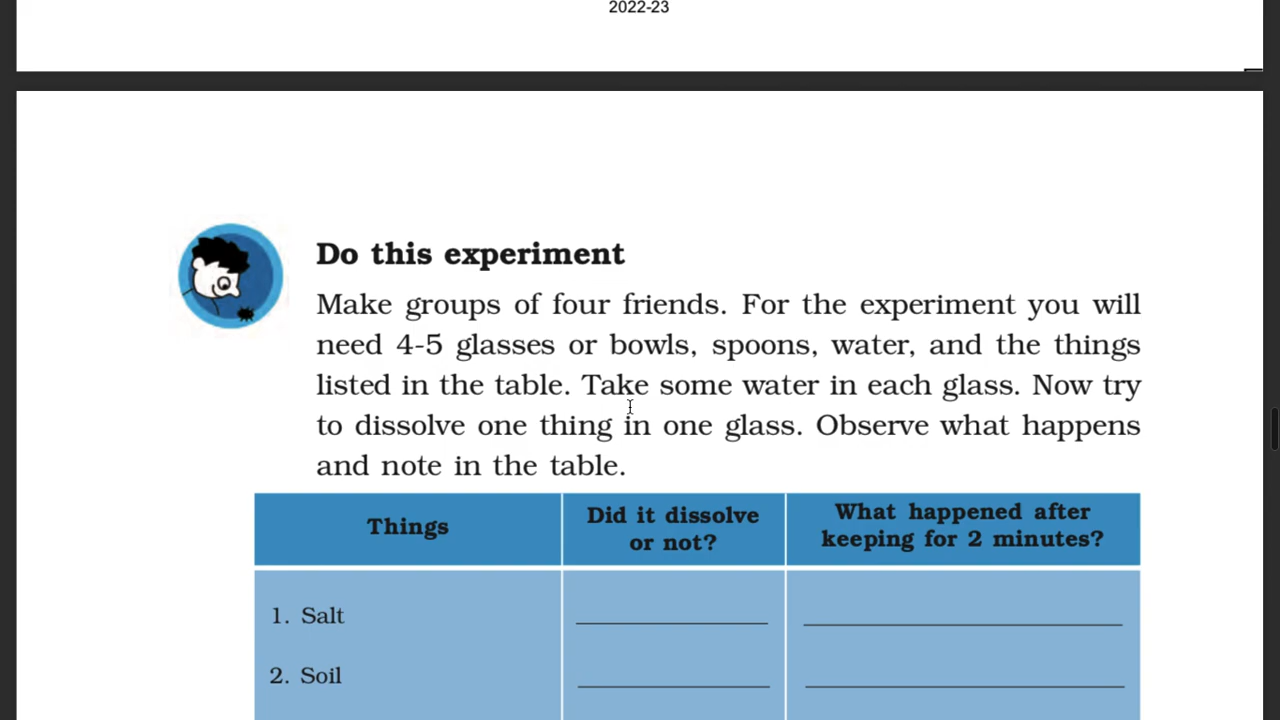 2022-23
Do this experiment
Make groups of four friends. For the experiment you will
need 4-5 glasses or bowls, spoons, water, and the things
listed in the table. Take some water in each glass. Now try
to dissolve one thing in one glass. Observe what happens
and note in the table.
Things
Did it dissolve
or not?
What happened after
keeping for 2 minutes?
1. Salt
2. Soil